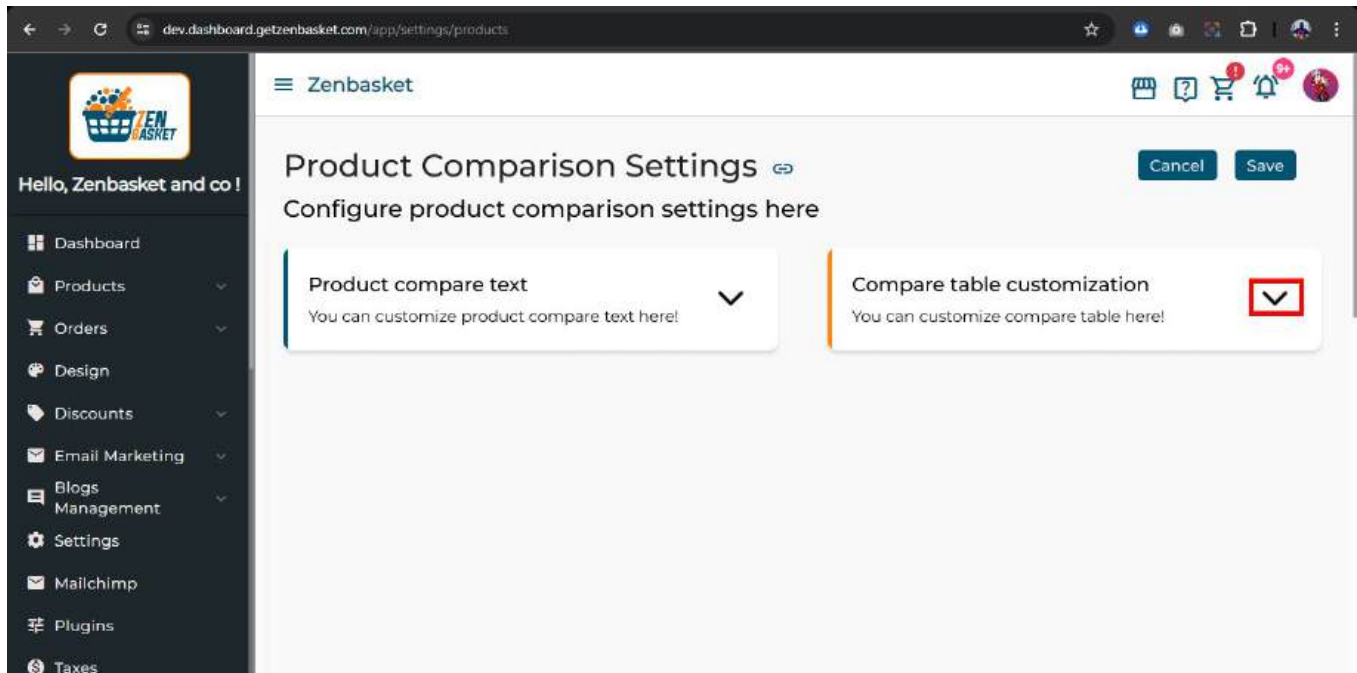 dev.dashboard.getzenbasket.com/app/settings/products
ZEN
BASKET
Hello, Zenbasket and co !
Dashboard
Products
Orders
Design
Discounts
Email Marketing
Blogs
Management
Settings
Mailchimp
Plugins
Taxes
Zenbasket
?
!
9+
Product Comparison Settings
Cancel
Save
Configure product comparison settings here
Product compare text
You can customize product compare text here!
Compare table customization
You can customize compare table here!